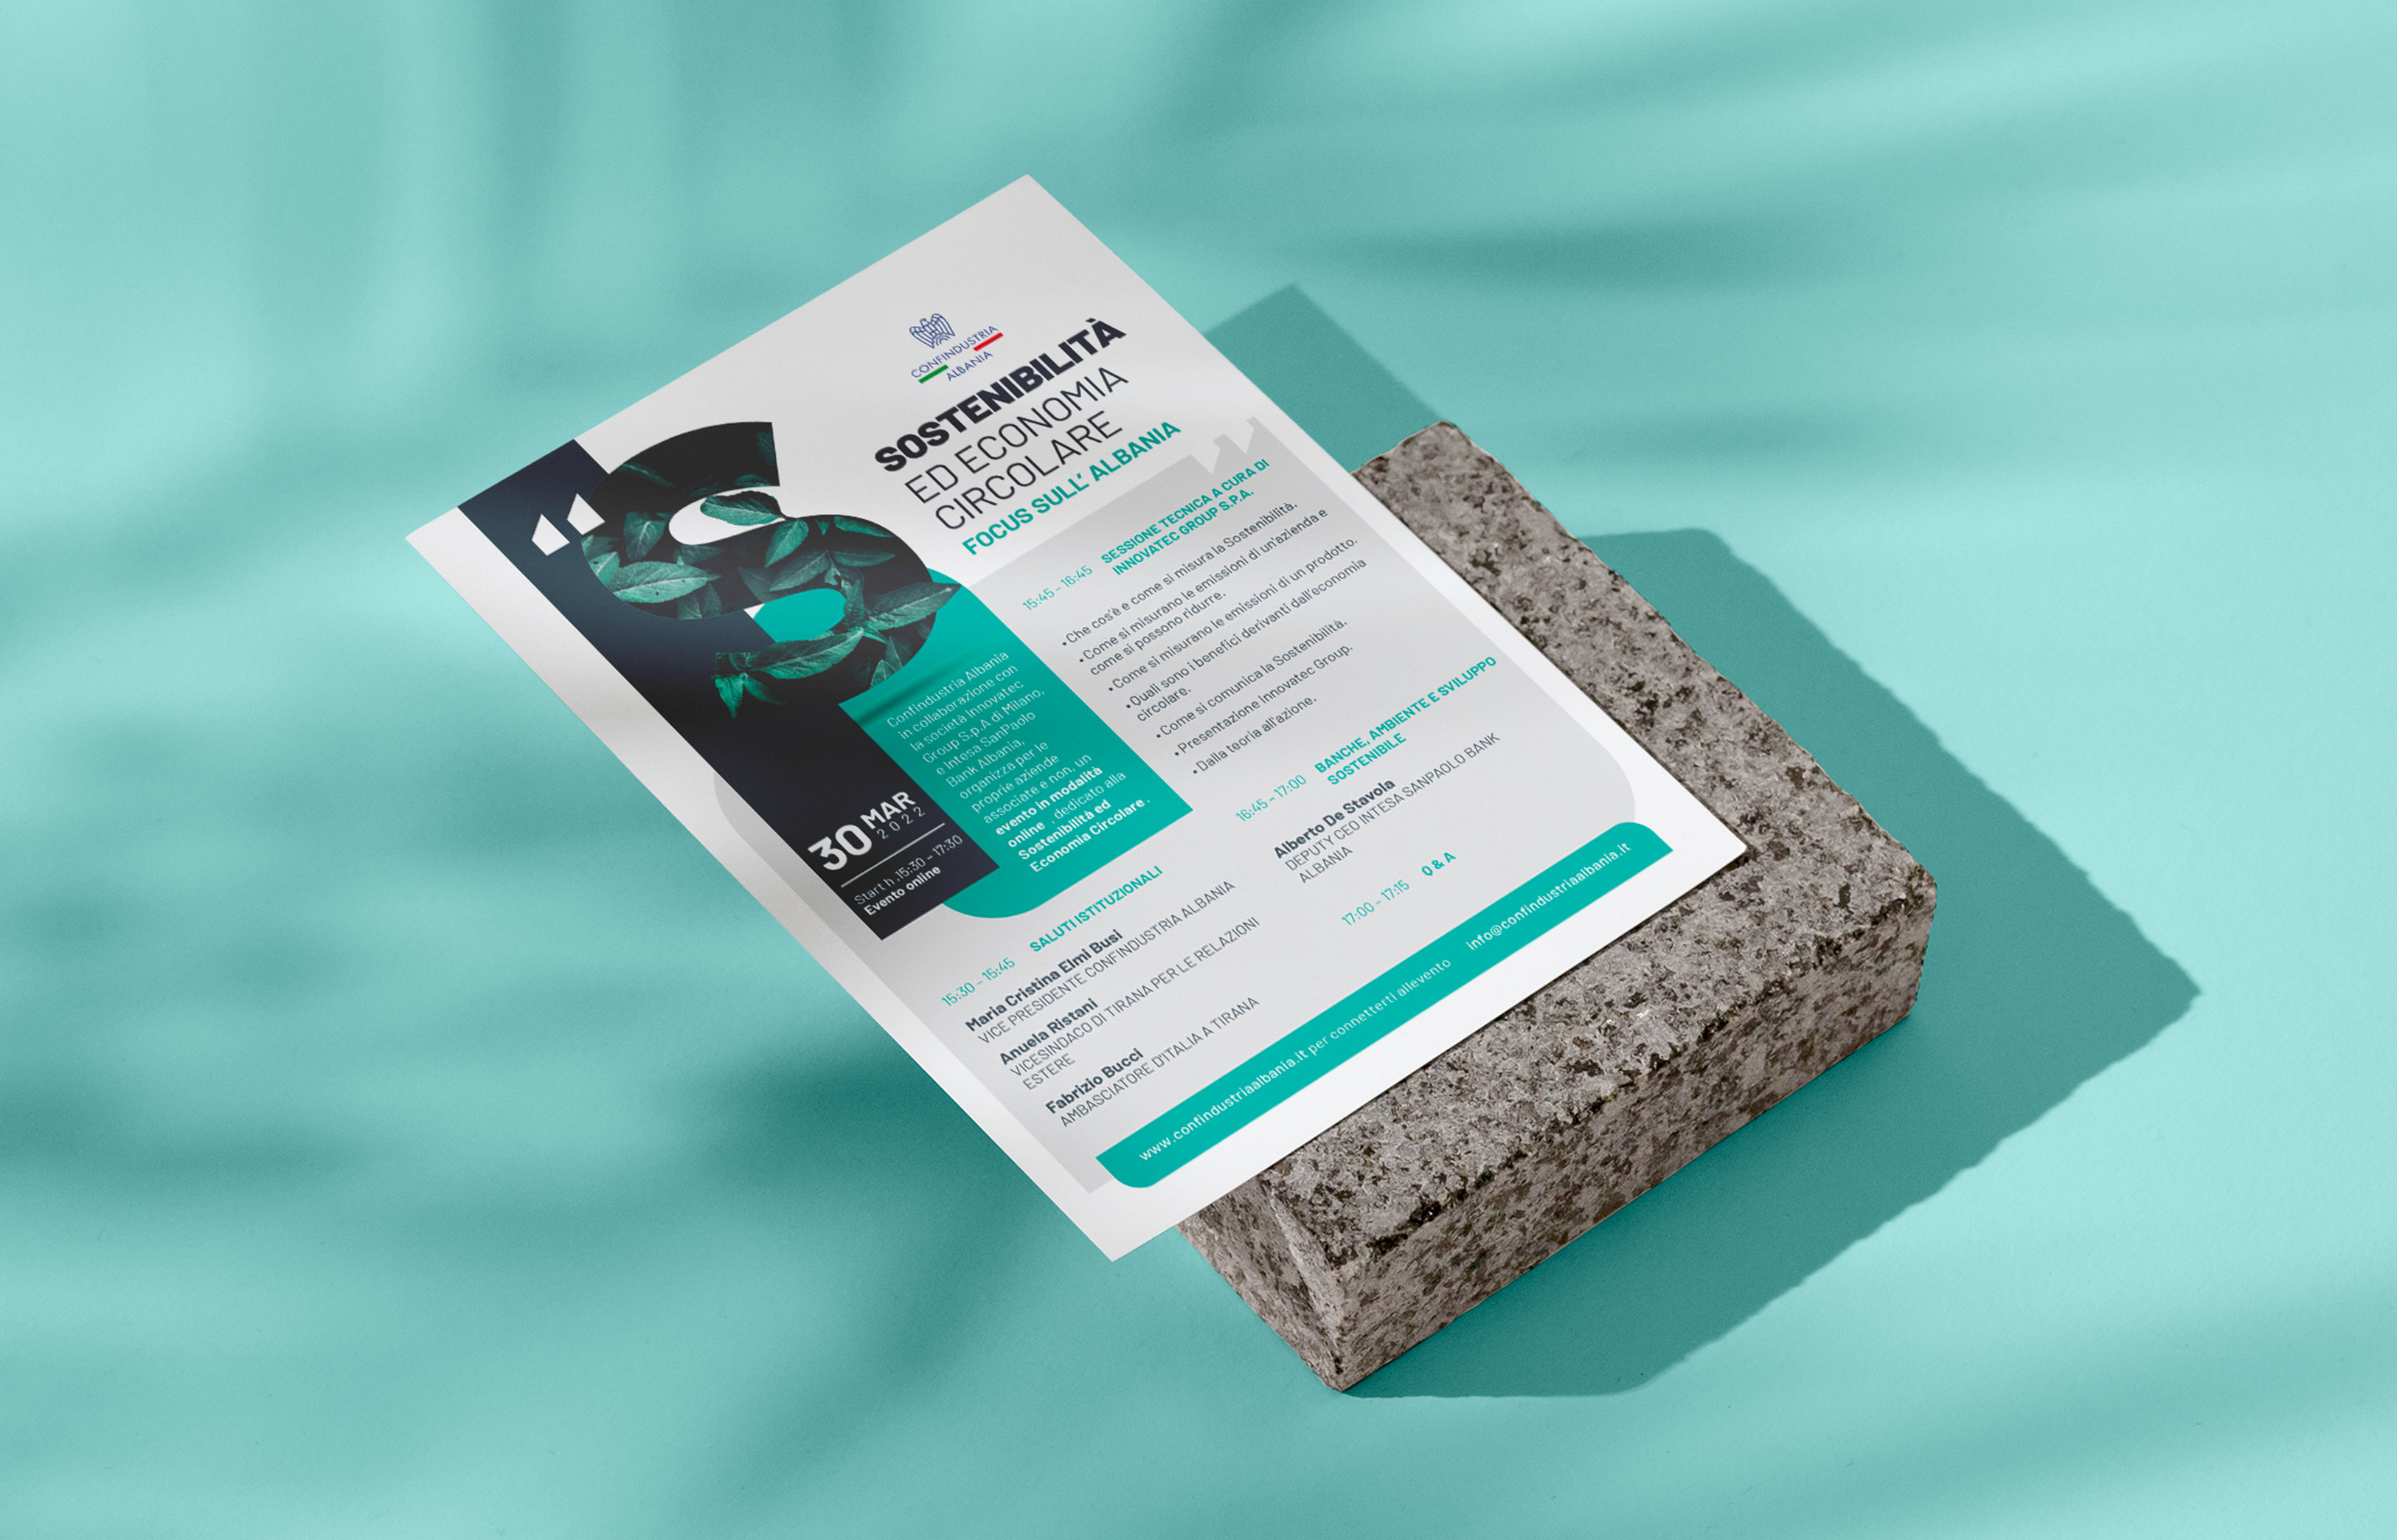 CONFINDUSTRIA
ALBANIA
SOSTENIBILITÀ
ED ECONOMIA
CIRCOLARE
FOCUS SULL' ALBANIA
“S
Confindustria Albania
in collaborazione con
la società Innovatec
Group S.p.A di Milano,
e Intesa SanPaolo
Bank Albania,
organizza per le
proprie aziende
associate e non, un
evento in modalità
online , dedicato alla
Sostenibilità ed
Economia Circolare.
30 MAR
2022
Start h .15:30 – 17:30
Evento online
15:30 – 15:45 SALUTI ISTITUZIONALI
Maria Cristina Elmi Busi
VICE PRESIDENTE CONFINDUSTRIA ALBANIA
Anuela Ristani
VICESINDACO DI TIRANA PER LE RELAZIONI
ESTERE
Fabrizio Bucci
AMBASCIATORE D'ITALIA A TIRANA
15:45 – 16:45 SESSIONE TECNICA A CURA DI
INNOVATEC GROUP S.P.A.
• Che cos'è e come si misura la Sostenibilità.
• Come si misurano le emissioni di un'azienda e
come si possono ridurre.
• Come si misurano le emissioni di un prodotto.
• Quali sono i benefici derivanti dall'economia
circolare.
• Come si comunica la Sostenibilità.
• Presentazione Innovatec Group.
• Dalla teoria all'azione.
16:45 – 17:00 BANCHE, AMBIENTE E SVILUPPO
SOSTENIBILE
Alberto De Stavola
DEPUTY CEO INTESA SANPAOLO BANK
ALBANIA
17:00 – 17:15 Q & A
www.confindustriaalbania.it per connetterti allevento info@confindustriaalbania.it